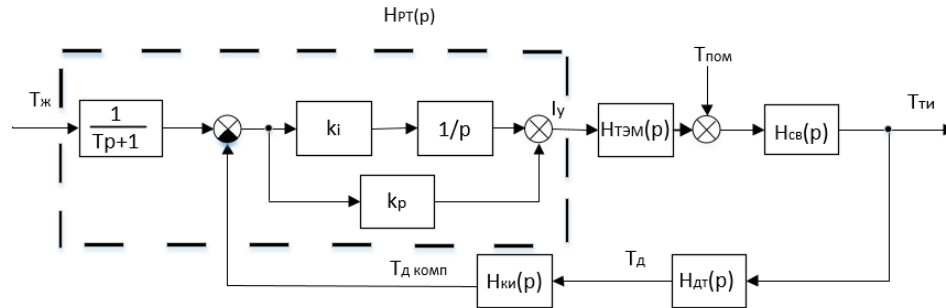 HРТ(p)
Tж
1
Tp+1
ki
1/p
kp
Iу
HТЭМ(p)
Tпом
Hсв(p)
Tти
Tд комп
Hки(p)
Tд
Hдт(p)